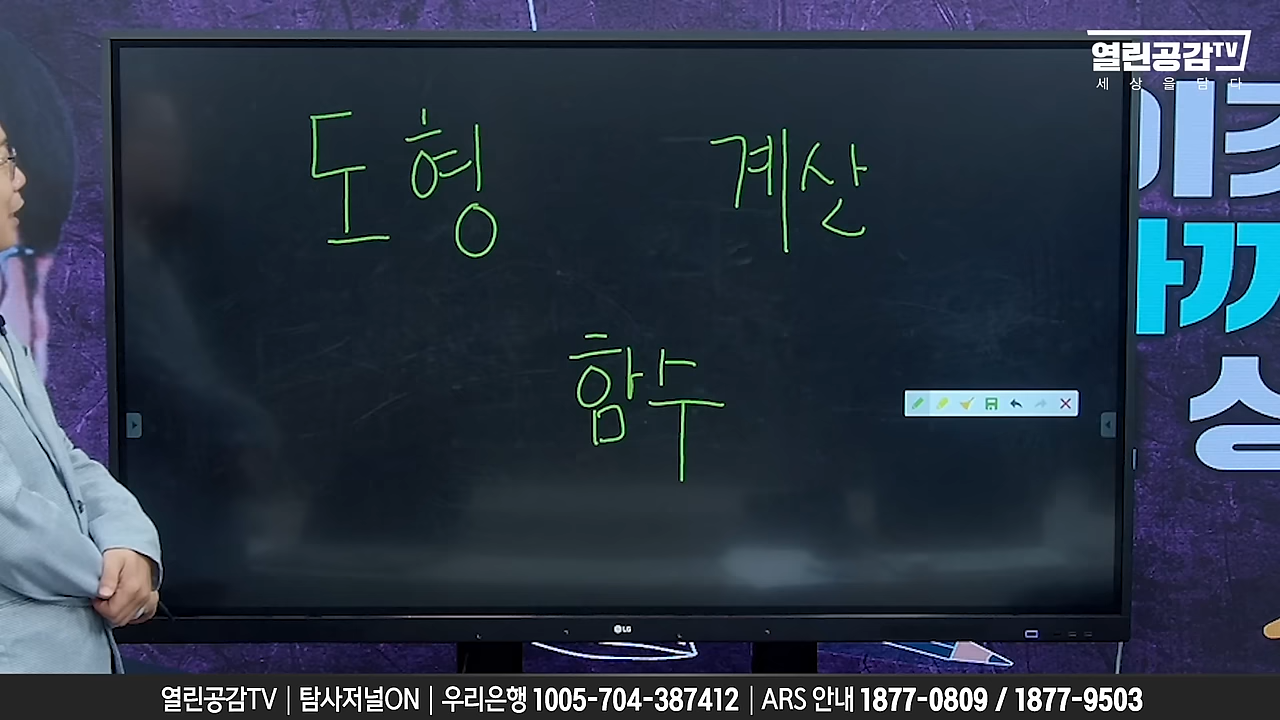 열린공감TV
세상을담다
도형 계산
함수
상
LG
열린공감TV | 탐사저널ON | 우리은행 1005-704-387412 | ARS 안내 1877-0809 / 1877-9503